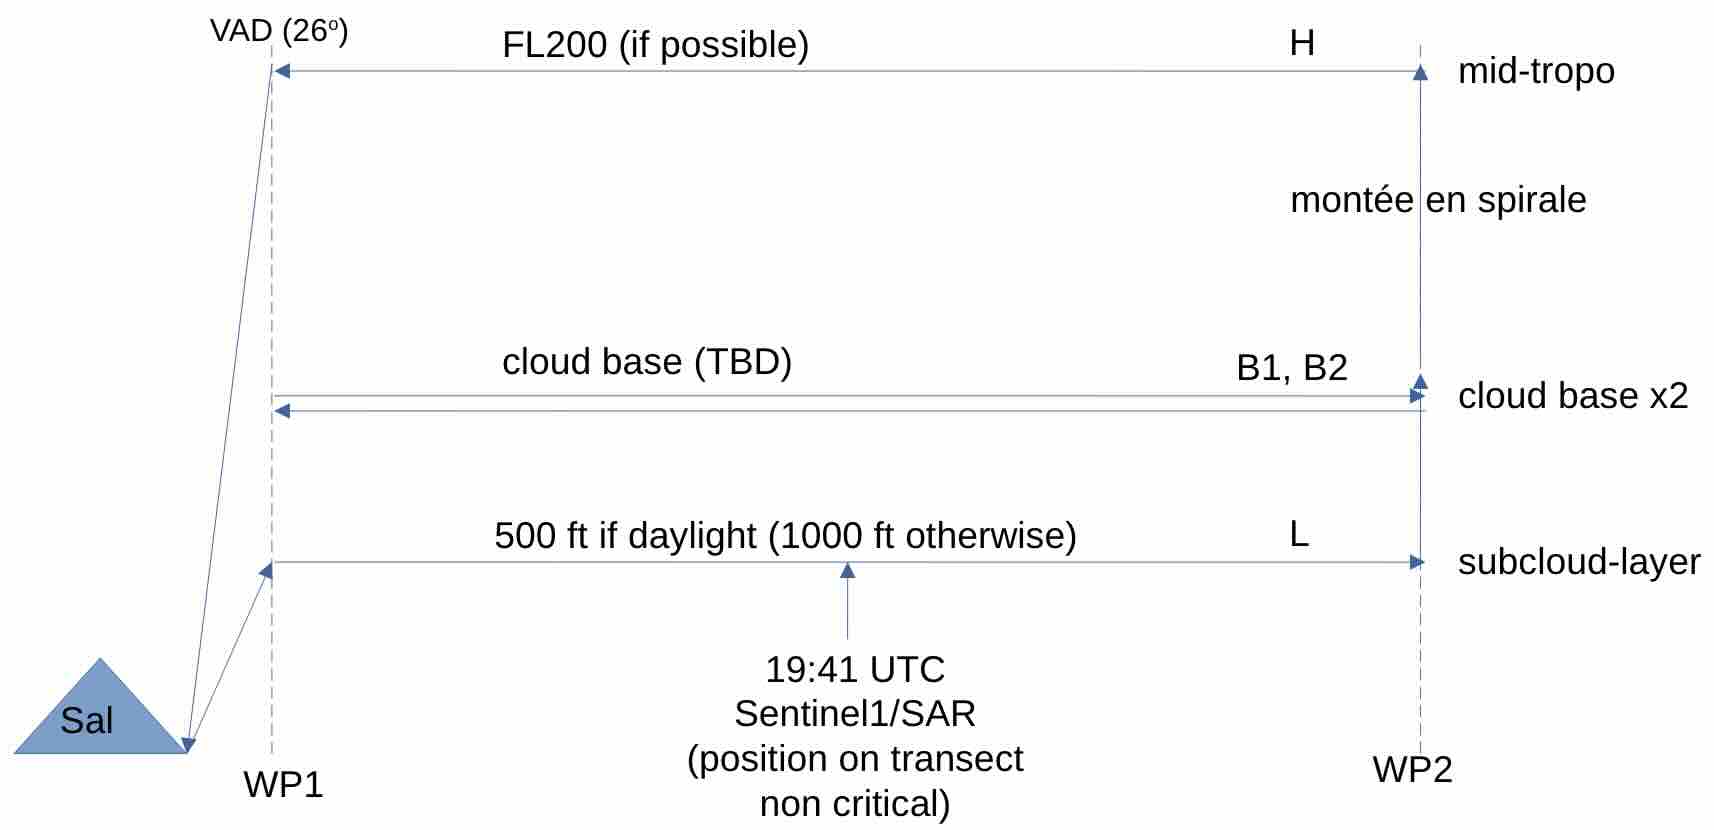 VAD (26º)
FL200 (if possible)
H
mid-tropo
montée en spirale
cloud base (TBD)
B1, B2
cloud base x2
500 ft if daylight (1000 ft otherwise)
L
subcloud-layer
19:41 UTC
Sentinel1/SAR
(position on transect
non critical)
Sal
WP1
WP2